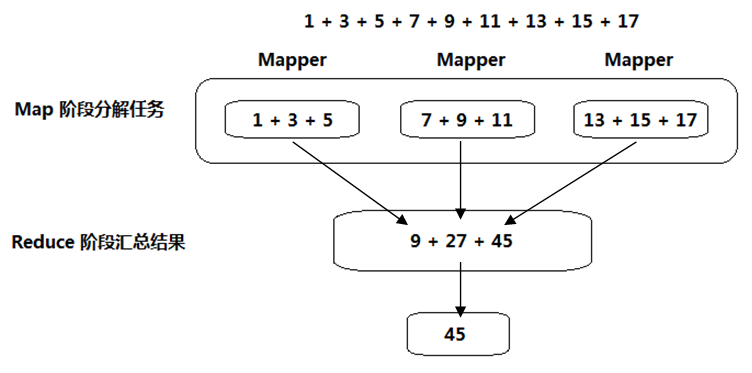 1 + 3 + 5 + 7 + 9 + 11 + 13 + 15 + 17
Mapper Mapper Mapper
Map 阶段分解任务
1 + 3 + 5 7 + 9 + 11 13 + 15 + 17
Reduce 阶段汇总结果
9 + 27 + 45
45